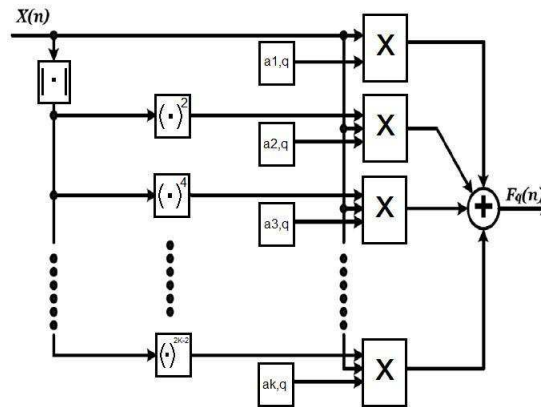 X(n)
X
a1,q
|·|
(·)2
X
a2,q
+
Fq(n)
(·)4
X
a3,q
(·)2K-2
X
ak,q